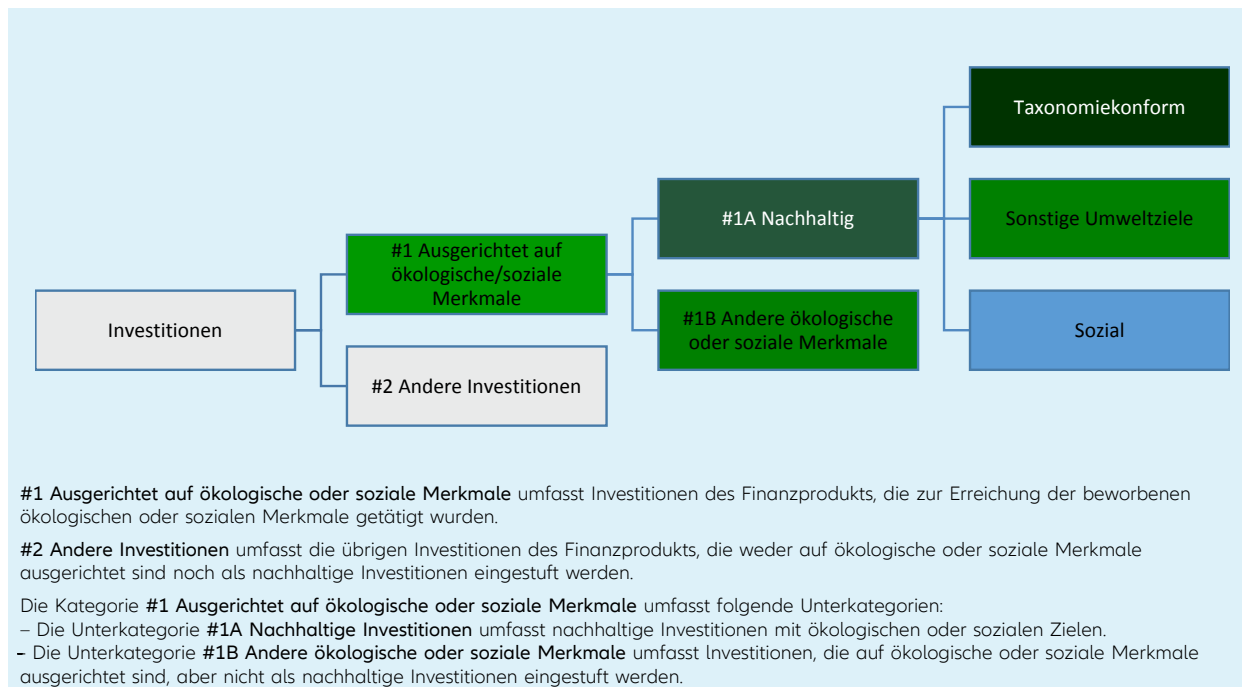 Taxonomiekonform
#1A Nachhaltig
Sonstige Umweltziele
#1 Ausgerichtet auf
ökologische/soziale
Merkmale
Investitionen
#1B Andere ökologische
oder soziale Merkmale
Sozial
#2 Andere Investitionen
#1 Ausgerichtet auf ökologische oder soziale Merkmale umfasst Investitionen des Finanzprodukts, die zur Erreichung der beworbenen
ökologischen oder sozialen Merkmale getätigt wurden.
#2 Andere Investitionen umfasst die übrigen Investitionen des Finanzprodukts, die weder auf ökologische oder soziale Merkmale
ausgerichtet sind noch als nachhaltige Investitionen eingestuft werden.
Die Kategorie #1 Ausgerichtet auf ökologische oder soziale Merkmale umfasst folgende Unterkategorien:
– Die Unterkategorie #1A Nachhaltige Investitionen umfasst nachhaltige Investitionen mit ökologischen oder sozialen Zielen.
- Die Unterkategorie #1B Andere ökologische oder soziale Merkmale umfasst lnvestitionen, die auf ökologische oder soziale Merkmale
ausgerichtet sind, aber nicht als nachhaltige Investitionen eingestuft werden.